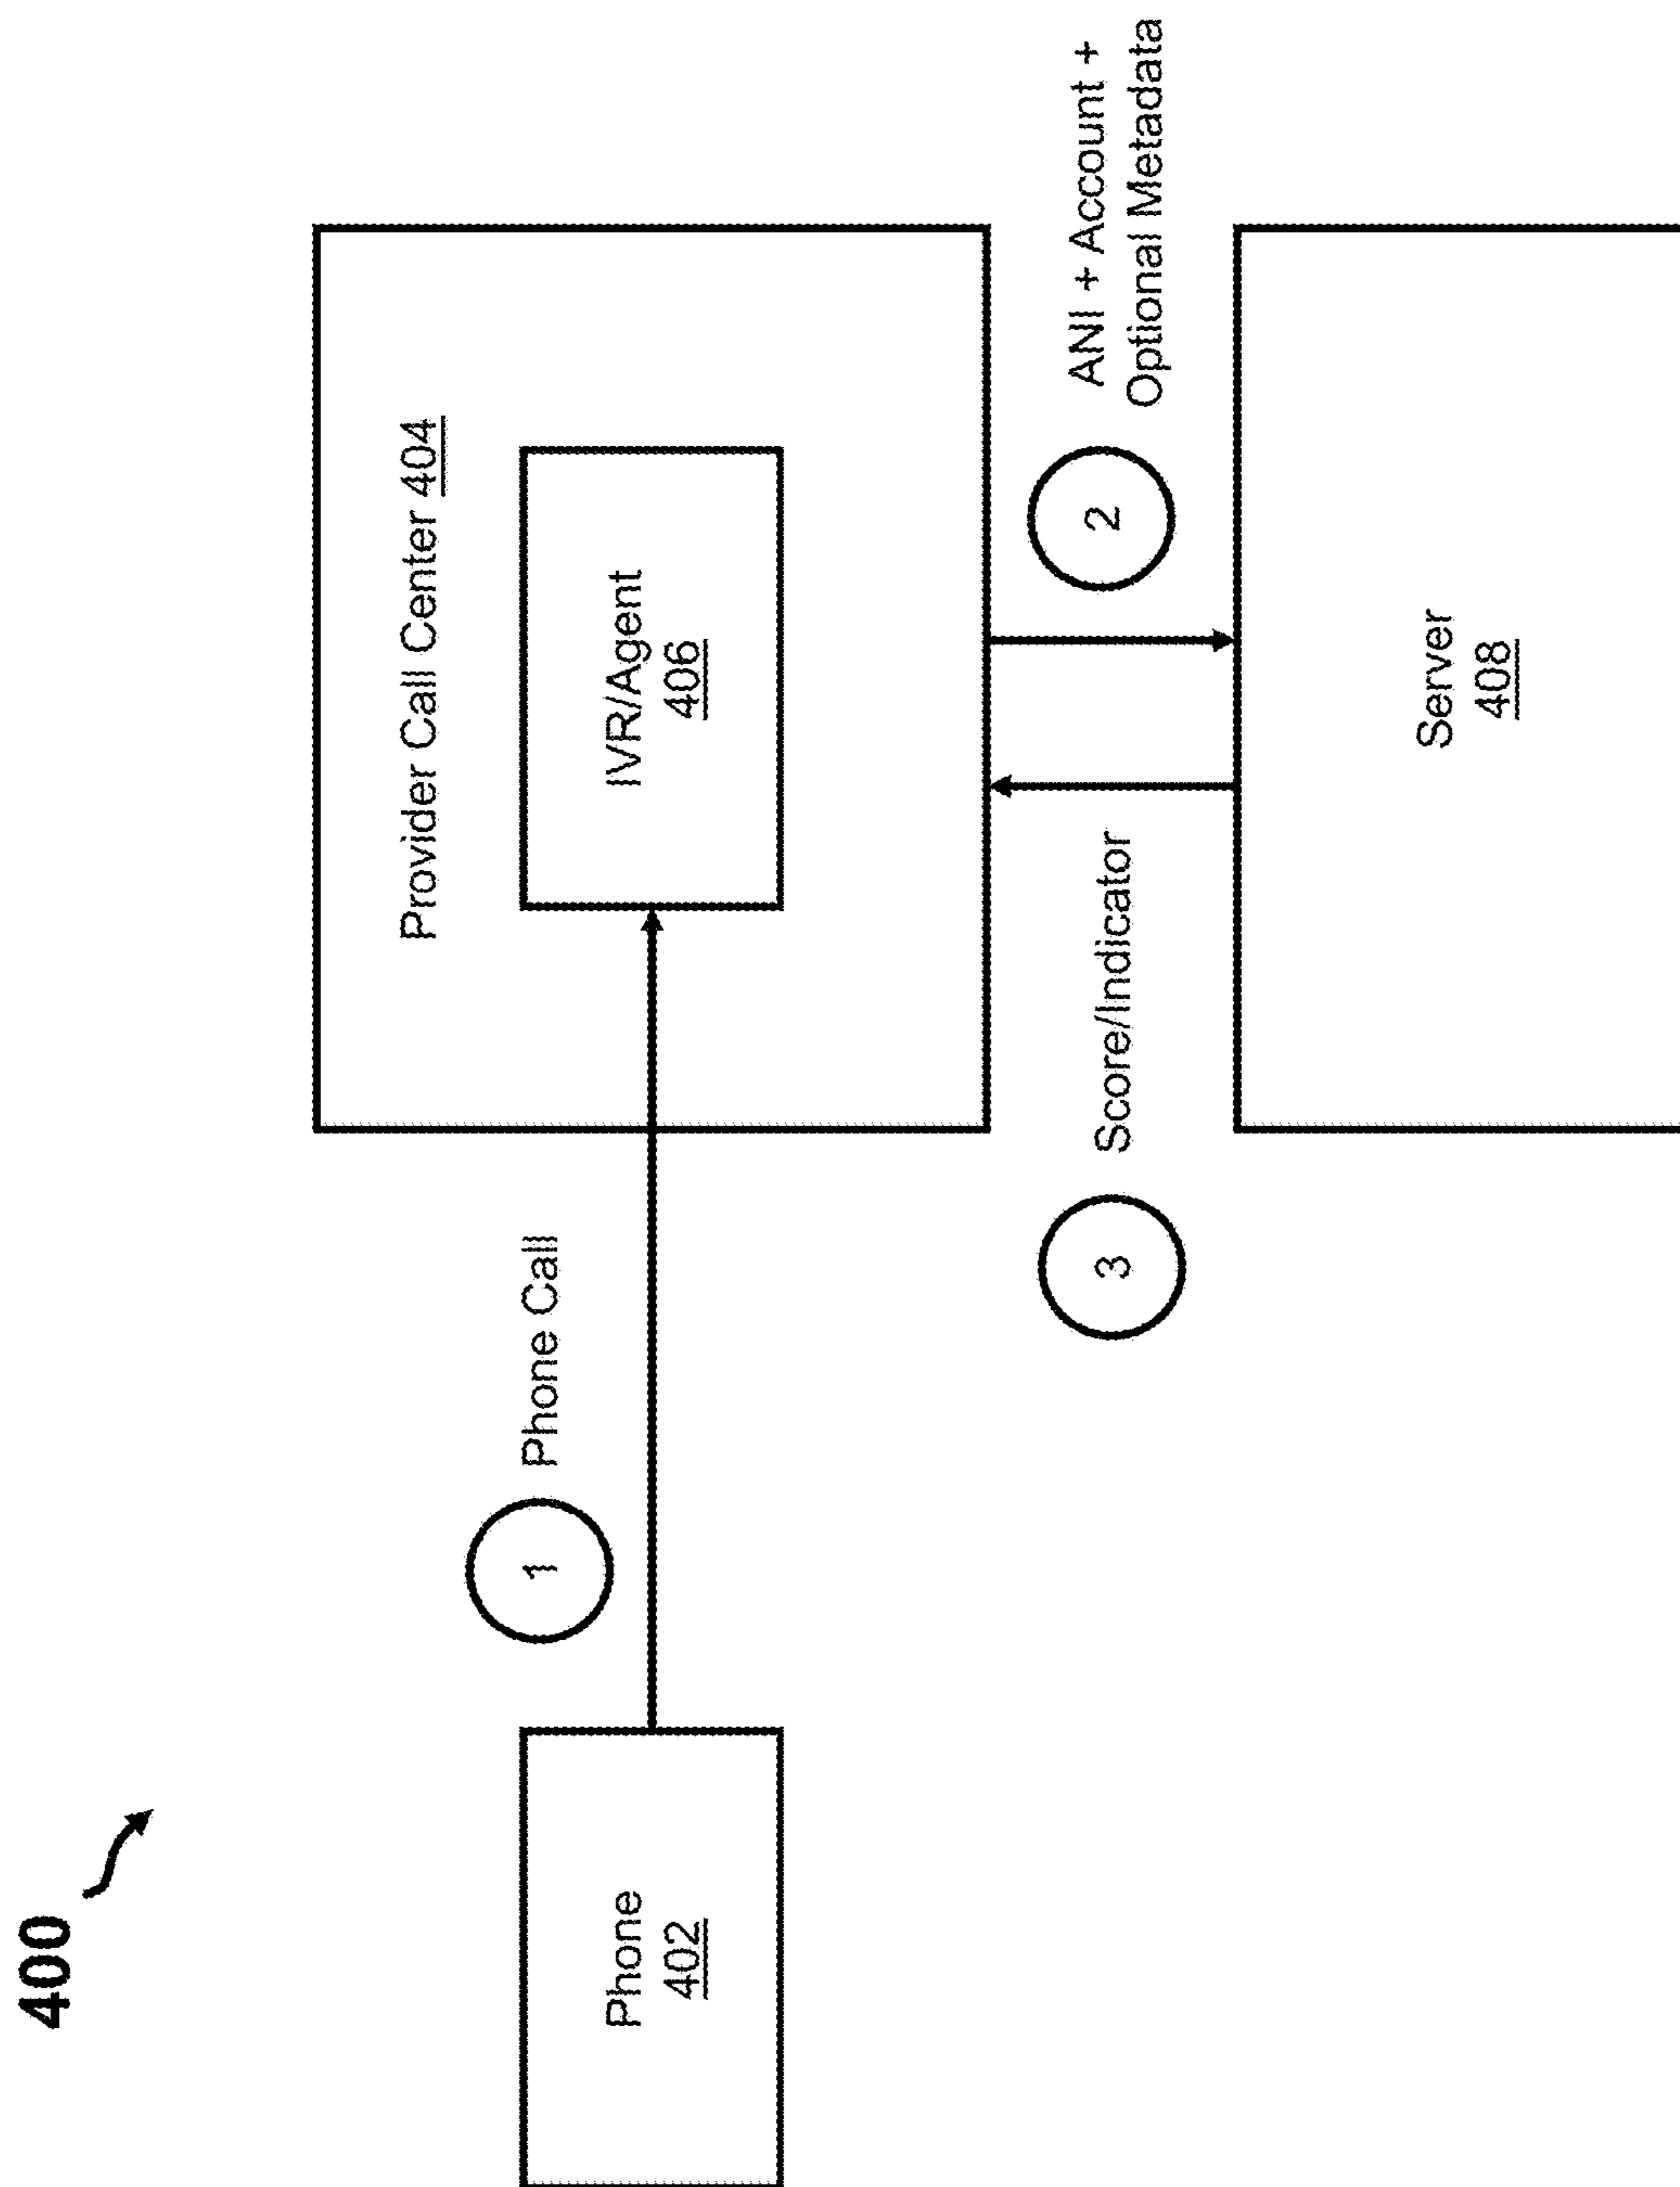 400
Phone
402
1
Phone Call
Provider Call Center 404
IVR/Agent
406
2
ANI + Account +
Optional Metadata
3
Score/Indicator
Server
408